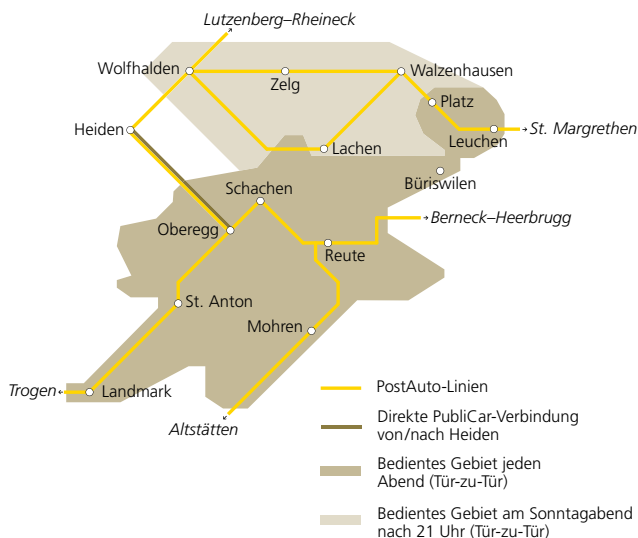 Lutzenberg–Rheineck
Wolfhalden
Walzenhausen
Zelg
Platz
Heiden
St. Margrethen
Leuchen
Lachen
Büriswilen
Schachen
Berneck–Heerbrugg
Oberegg
Reute
St. Anton
Mohren
Trogen
Landmark
Altstätten
PostAuto-Linien
Direkte PubliCar-Verbindung
von/nach Heiden
Bedientes Gebiet jeden
Abend (Tür-zu-Tür)
Bedientes Gebiet am Sonntagabend
nach 21 Uhr (Tür-zu-Tür)